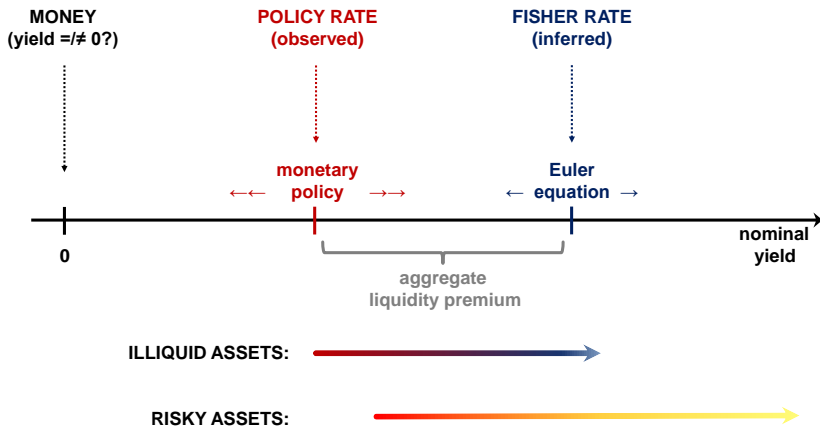 MONEY
(yield =/≠ 0?)
POLICY RATE
(observed)
FISHER RATE
(inferred)
monetary
←← policy →→
Euler
← equation →
0
nominal
yield
aggregate
liquidity premium
ILLIQUID ASSETS:
RISKY ASSETS: